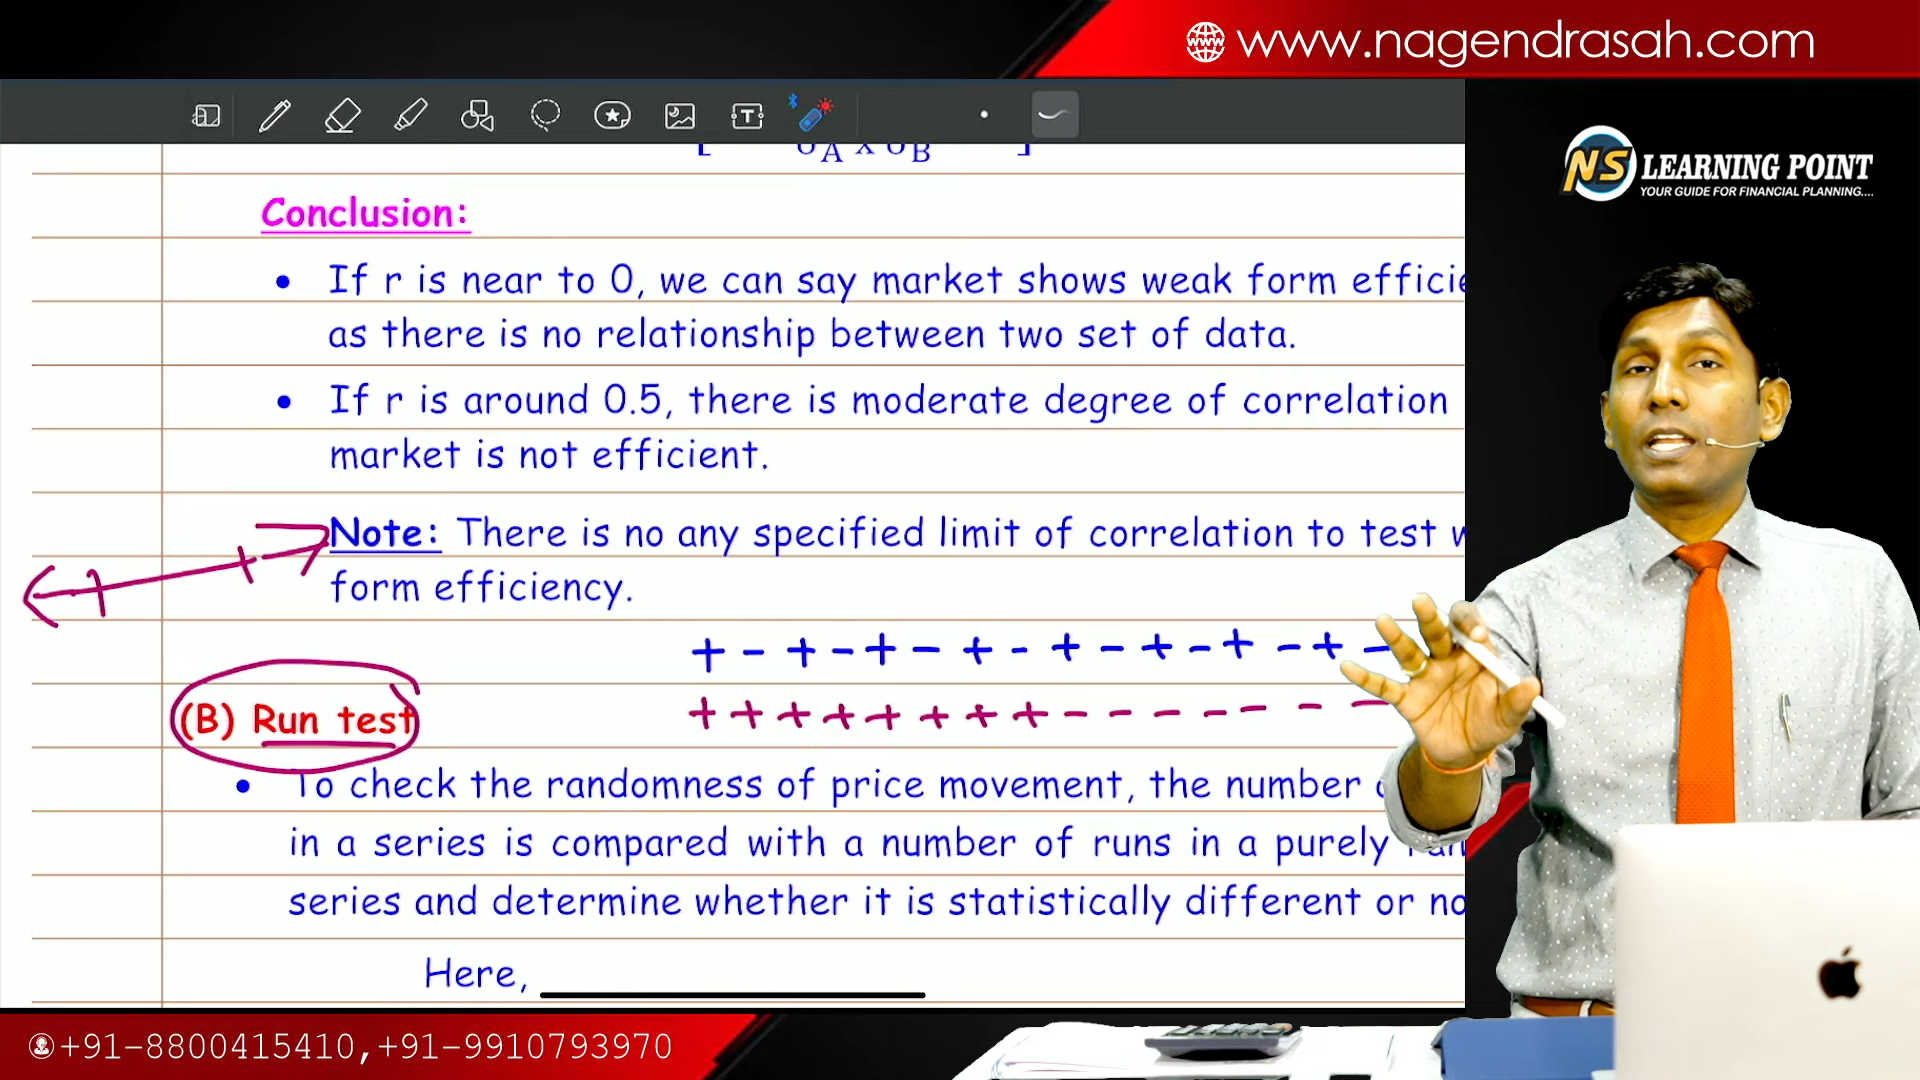 www.nagendrasah.com
NS LEARNING POINT
YOUR GUIDE FOR FINANCIAL PLANNING....
σA × σB
Conclusion:
• If r is near to 0, we can say market shows weak form
as there is no relationship between two set of data.
• If r is around 0.5, there is moderate degree of correlation
market is not efficient.
Note: There is no any specified limit of correlation to test
form efficiency.
+ - + - + - + - + - + - + - + -
+ + + + + + + + - - - - - - -
(B) Run test
• To check the randomness of price movement, the number
in a series is compared with a number of runs in a purely
series and determine whether it is statistically different or
Here,
+91-8800415410,+91-9910793970